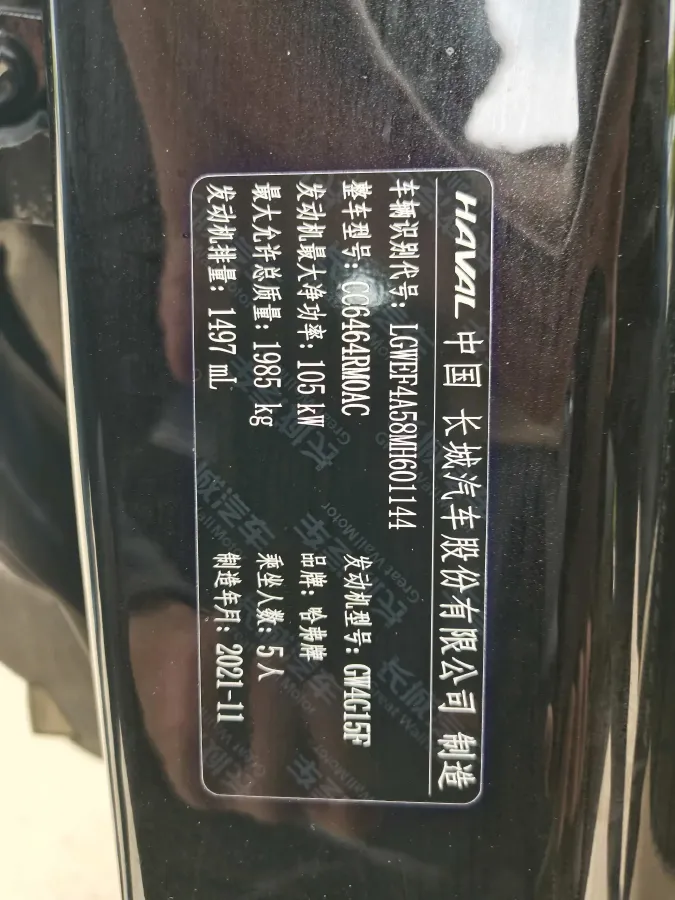 HAVAL 中国 长城汽车股份有限公司 制造
车辆识别代号: LGWEF4A58MH601144
整车型号: CC6464RM0AC 发动机型号: GW4G15F
发动机最大净功率: 105 kW 品牌: 哈弗牌
最大允许总质量: 1985 kg 乘坐人数: 5人
发动机排量: 1497 mL 制造年月: 2021-11